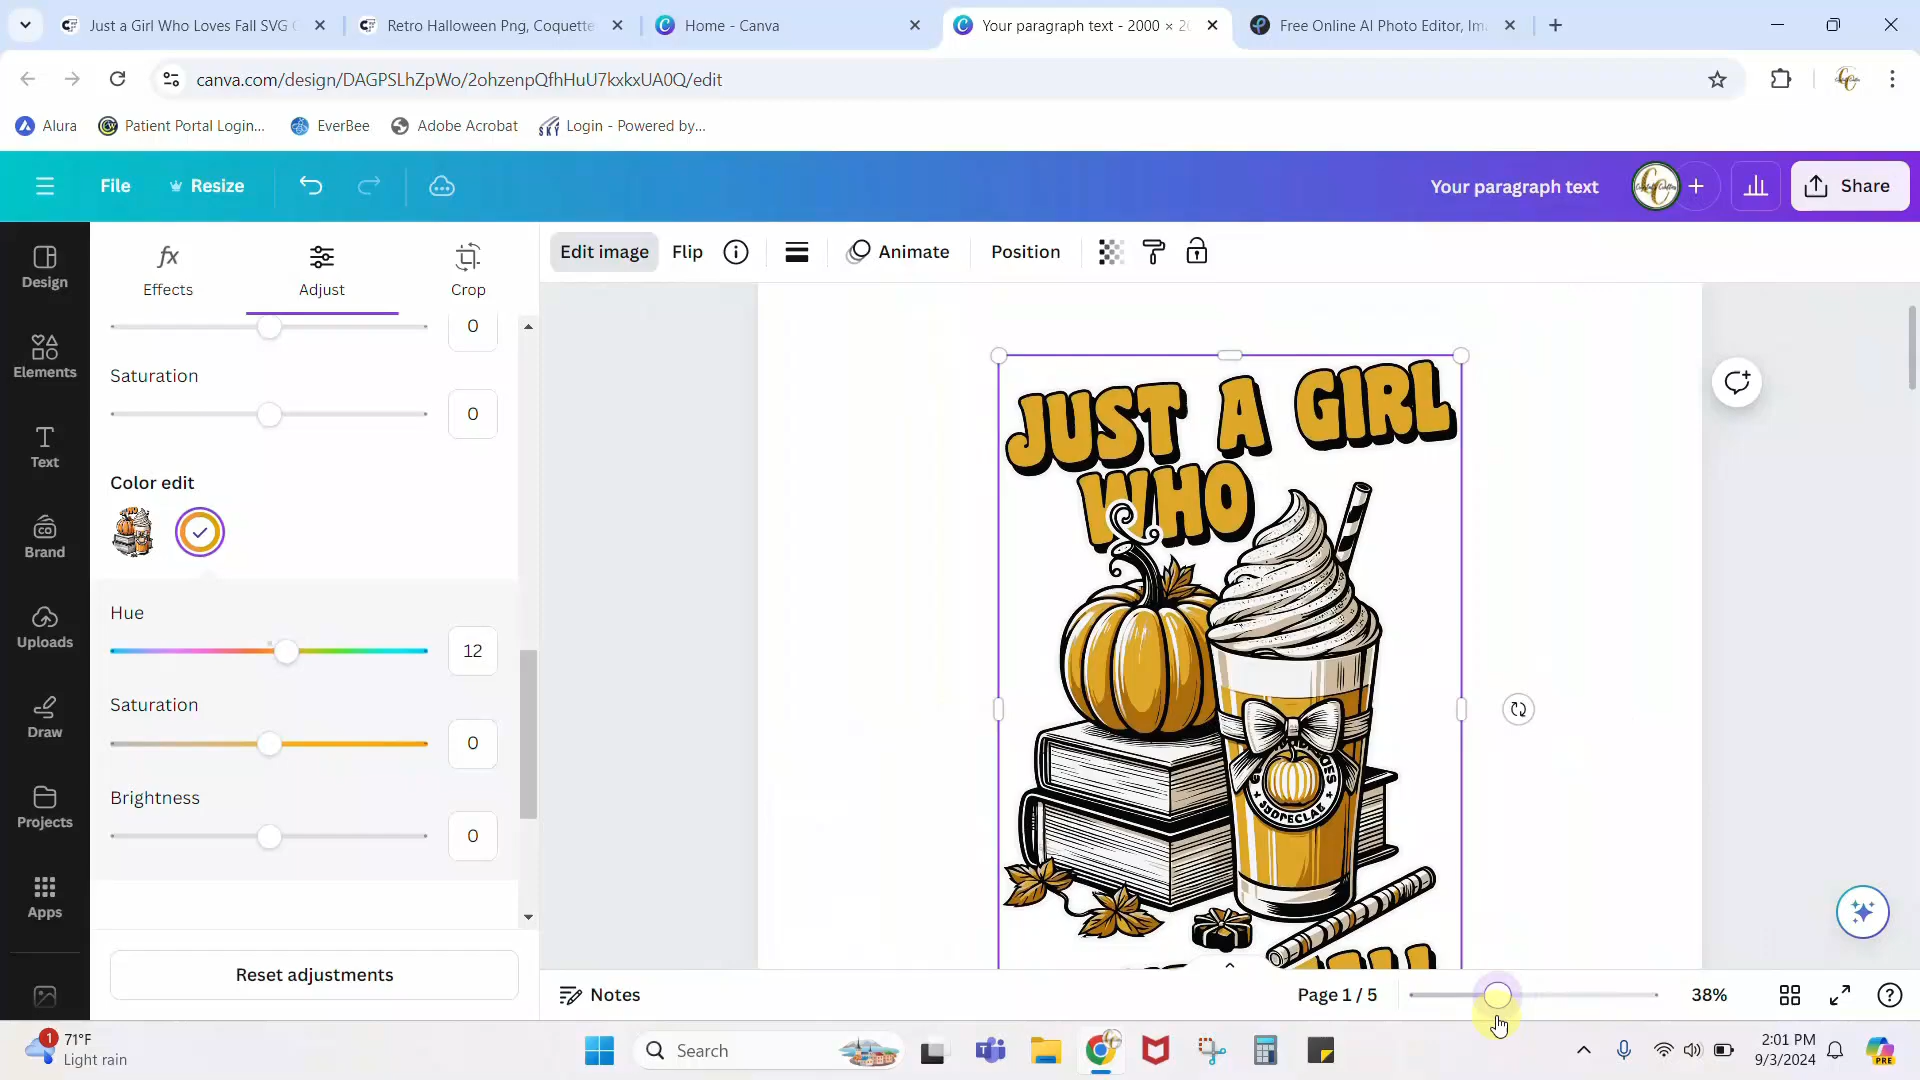 Just a Girl Who Loves Fall SVG
Retro Halloween Png, Coquette
Home - Canva
Your paragraph text - 2000 × 20
Free Online AI Photo Editor, Im
canva.com/design/DAGPSLhZpWo/2ohzenpQfhHuU7kxkxUA0Q/edit
Alura
Patient Portal Login...
EverBee
Adobe Acrobat
Login - Powered by...
File
Resize
Your paragraph text
Share
Design
Elements
Text
Brand
Uploads
Draw
Projects
Apps
Effects
Adjust
Crop
0
Saturation
0
Color edit
Hue
12
Saturation
0
Brightness
0
Reset adjustments
Edit image
Flip
Animate
Position
JUST A GIRL
WHO
Notes
Page 1 / 5
38%
1
71°F
Light rain
Search
2:01 PM
9/3/2024